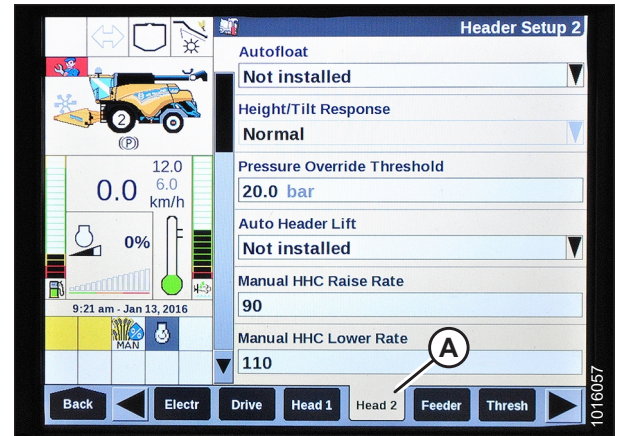 Header Setup 2
Autofloat
Not installed
Height/Tilt Response
Normal
Pressure Override Threshold
20.0 bar
Auto Header Lift
Not installed
Manual HHC Raise Rate
90
Manual HHC Lower Rate
110
2
(P)
12.0
6.0
0.0 km/h
0%
9:21 am - Jan 13, 2016
MAN
A
Back
Electr
Drive
Head 1
Head 2
Feeder
Thresh
1016057